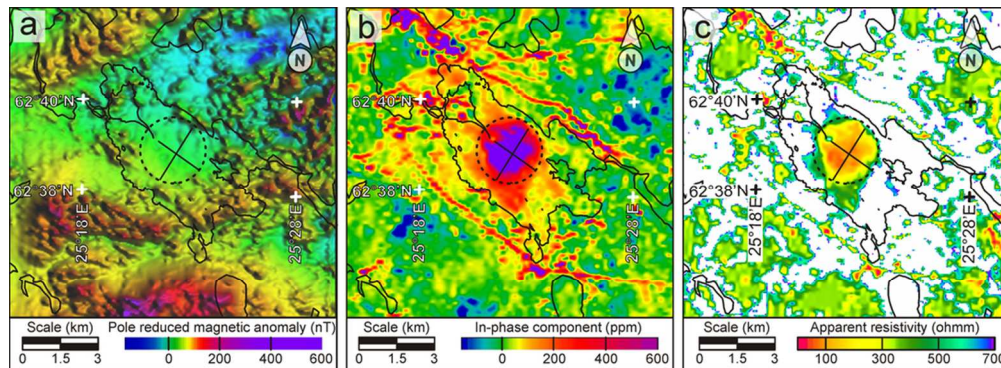 a
N
62°40'N
62°38'N
25°18'E
25°28'E
Scale (km)
0 1.5 3
Pole reduced magnetic anomaly (nT)
0 200 400 600
b
N
62°40'N
62°38'N
25°18'E
25°28'E
Scale (km)
0 1.5 3
In-phase component (ppm)
0 200 400 600
c
N
62°40'N
62°38'N
25°18'E
25°28'E
Scale (km)
0 1.5 3
Apparent resistivity (ohmm)
100 300 500 700